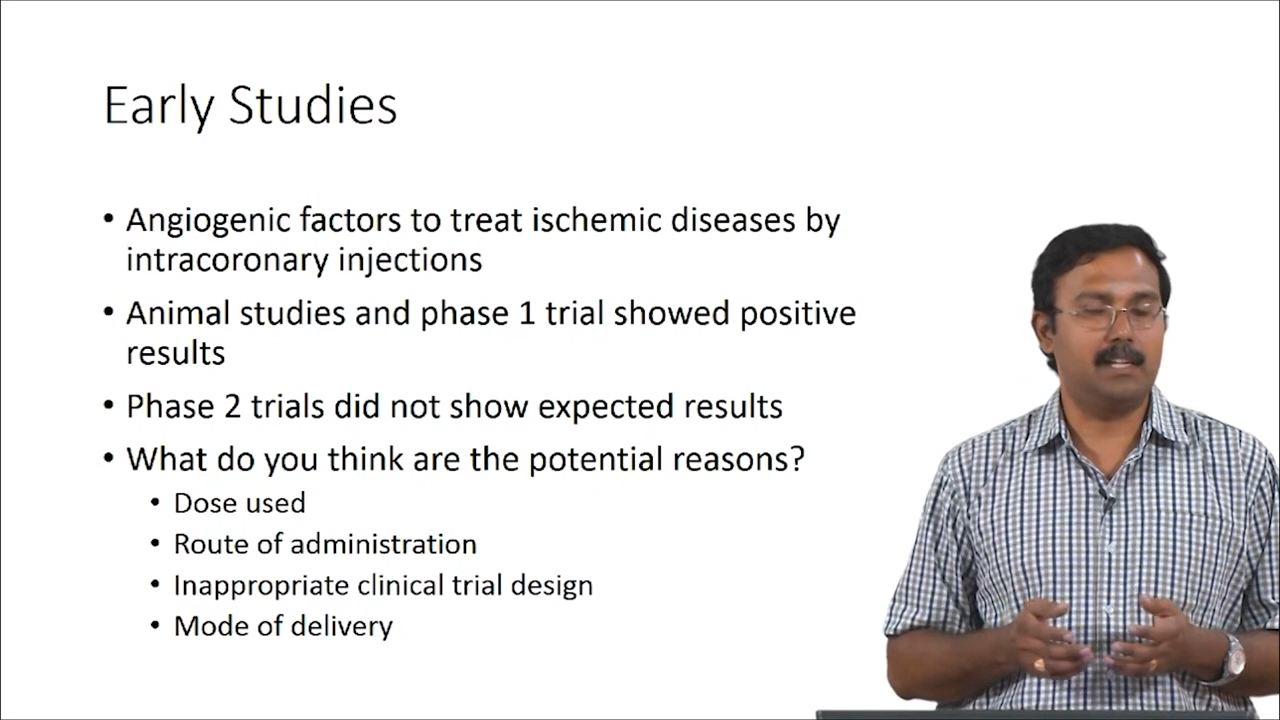 Early Studies
• Angiogenic factors to treat ischemic diseases by
intracoronary injections
• Animal studies and phase 1 trial showed positive
results
• Phase 2 trials did not show expected results
• What do you think are the potential reasons?
• Dose used
• Route of administration
• Inappropriate clinical trial design
• Mode of delivery